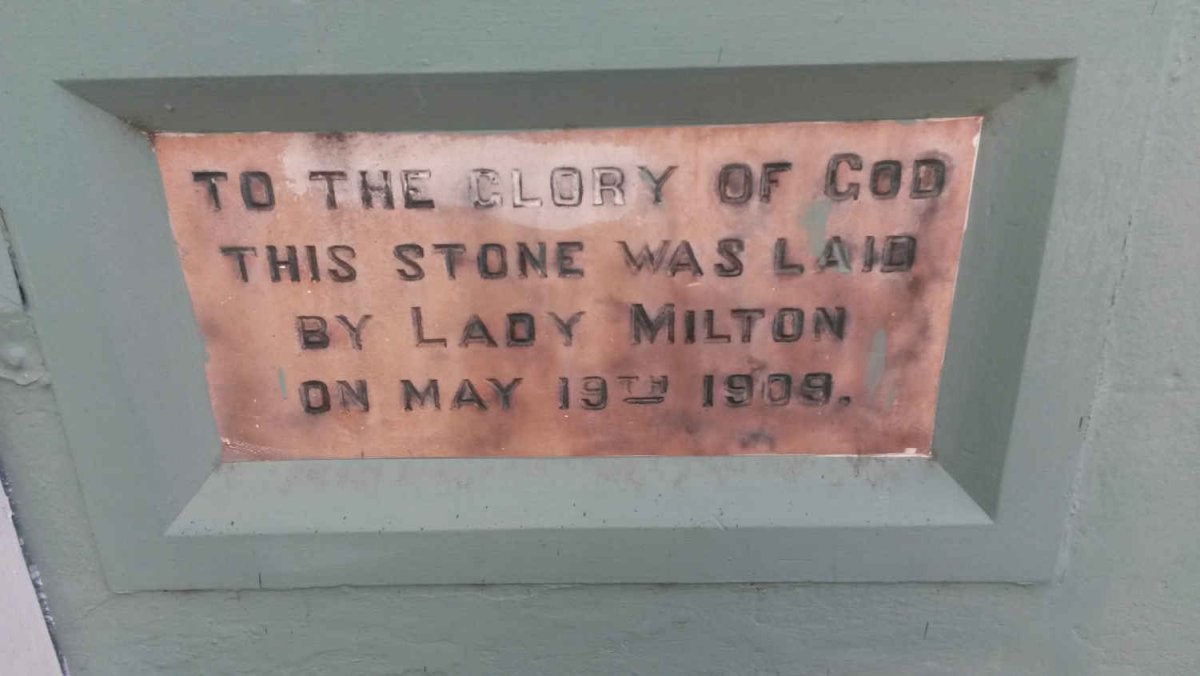 TO THE GLORY OF GOD
THIS STONE WAS LAID
BY LADY MILTON
ON MAY 19TH 1909.